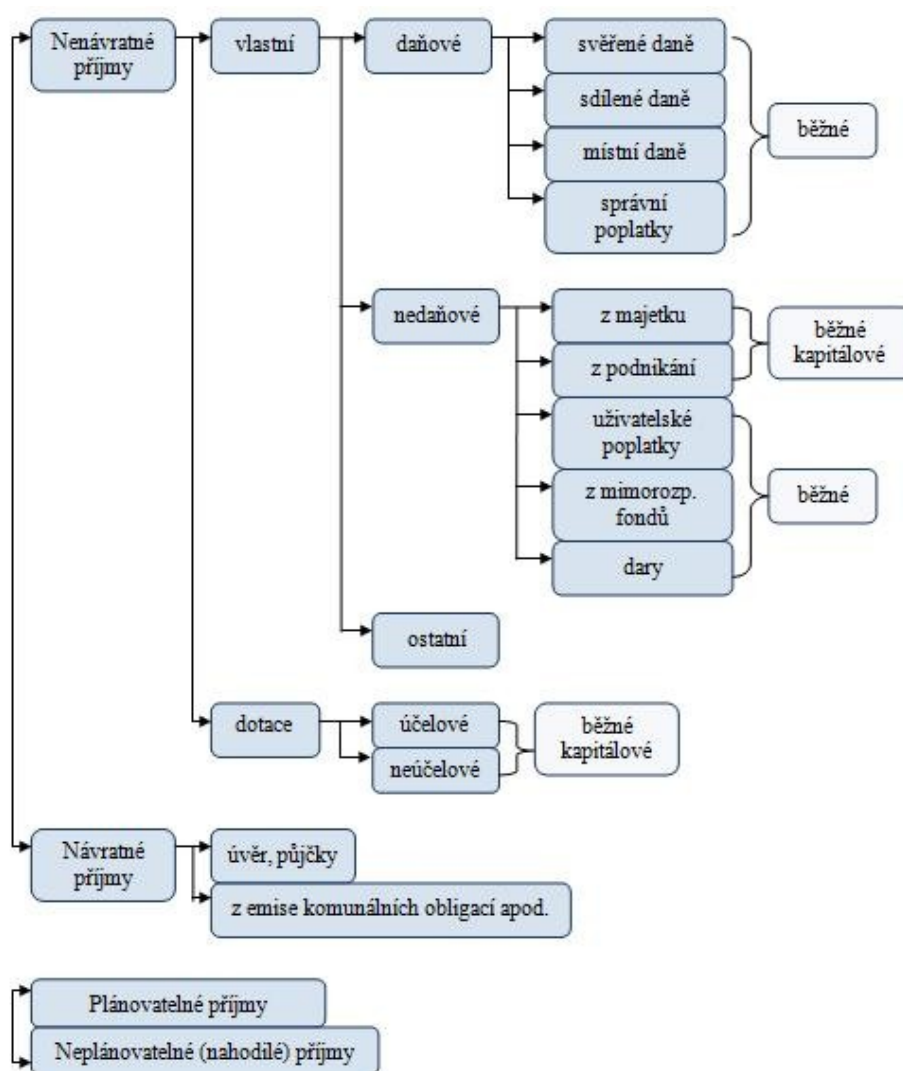 Nenávratné
příjmy
vlastní
daňové
svěřené daně
sdílené daně
místní daně
správní
poplatky
běžné
nedaňové
z majetku
z podnikání
běžné
kapitálové
uživatelské
poplatky
z mimorozp.
fondů
dary
běžné
ostatní
dotace
účelové
neúčelové
běžné
kapitálové
Návratné
příjmy
úvěr, půjčky
z emise komunálních obligací apod.
Plánovatelné příjmy
Neplánovatelné (nahodilé) příjmy